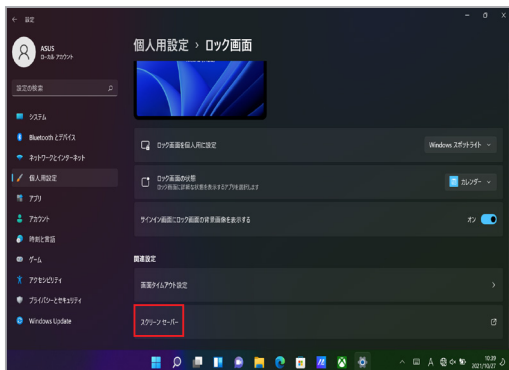 ← 設定
ASUS
ローカル アカウント
設定の検索
システム
Bluetooth とデバイス
ネットワークとインターネット
個人用設定
アプリ
アカウント
時刻と言語
ゲーム
アクセシビリティ
プライバシーとセキュリティ
Windows Update
個人用設定 › ロック画面
ロック画面を個人用に設定
Windows スポットライト
ロック画面の状態
ロック画面に詳細な状態を表示するアプリを選択します
カレンダー
サインイン画面にロック画面の背景画像を表示する
オン
関連設定
画面タイムアウト設定
スクリーン セーバー
A
10:39
2021/10/27